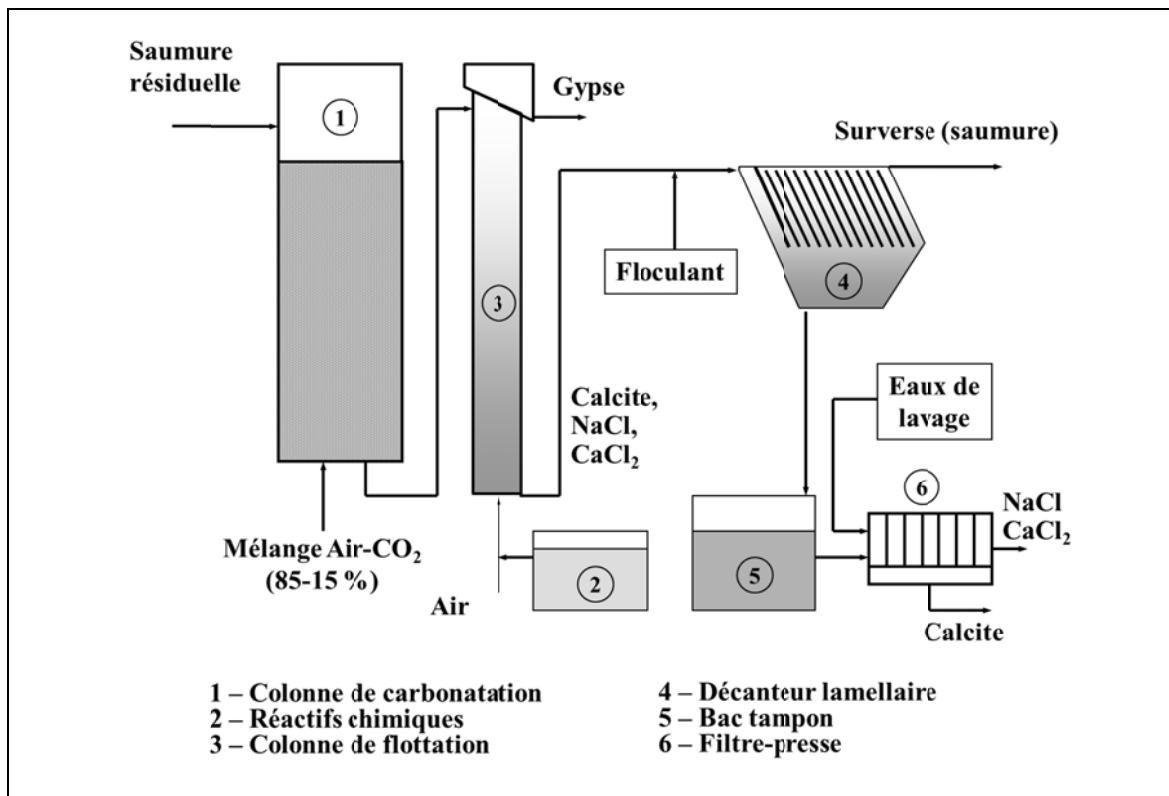 Saumure
résiduelle
1
Gypse
Surverse (saumure)
Floculant
3
4
Calcite,
NaCl,
CaCl₂
Eaux de
lavage
6
NaCl
CaCl₂
Mélange Air-CO₂
(85-15 %)
Air
2
5
Calcite
1 – Colonne de carbonatation
2 – Réactifs chimiques
3 – Colonne de flottation
4 – Décanteur lamellaire
5 – Bac tampon
6 – Filtre-presse